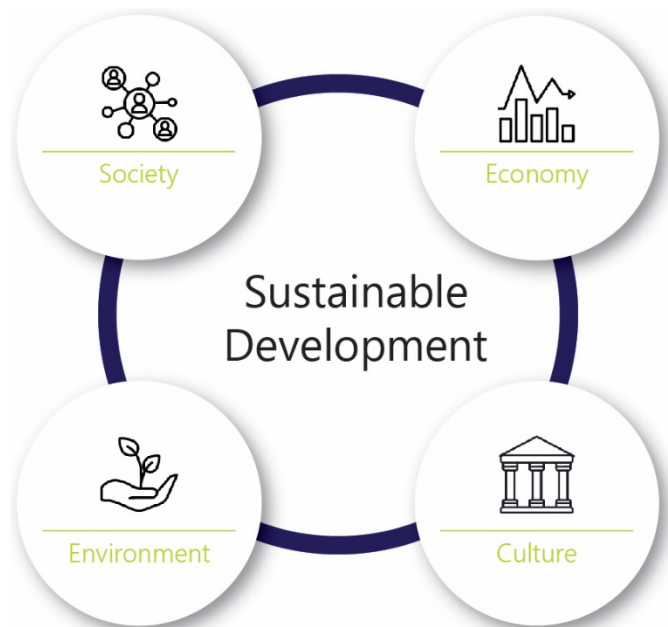 Society
Economy
Sustainable
Development
Environment
Culture